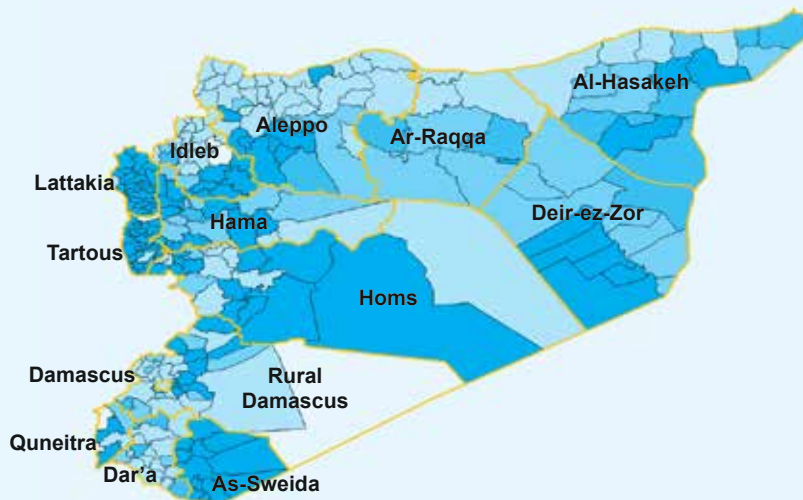 Al-Hasakeh
Aleppo
Ar-Raqqa
Idleb
Lattakia
Deir-ez-Zor
Hama
Tartous
Homs
Damascus
Rural
Damascus
Quneitra
Dar'a
As-Sweida